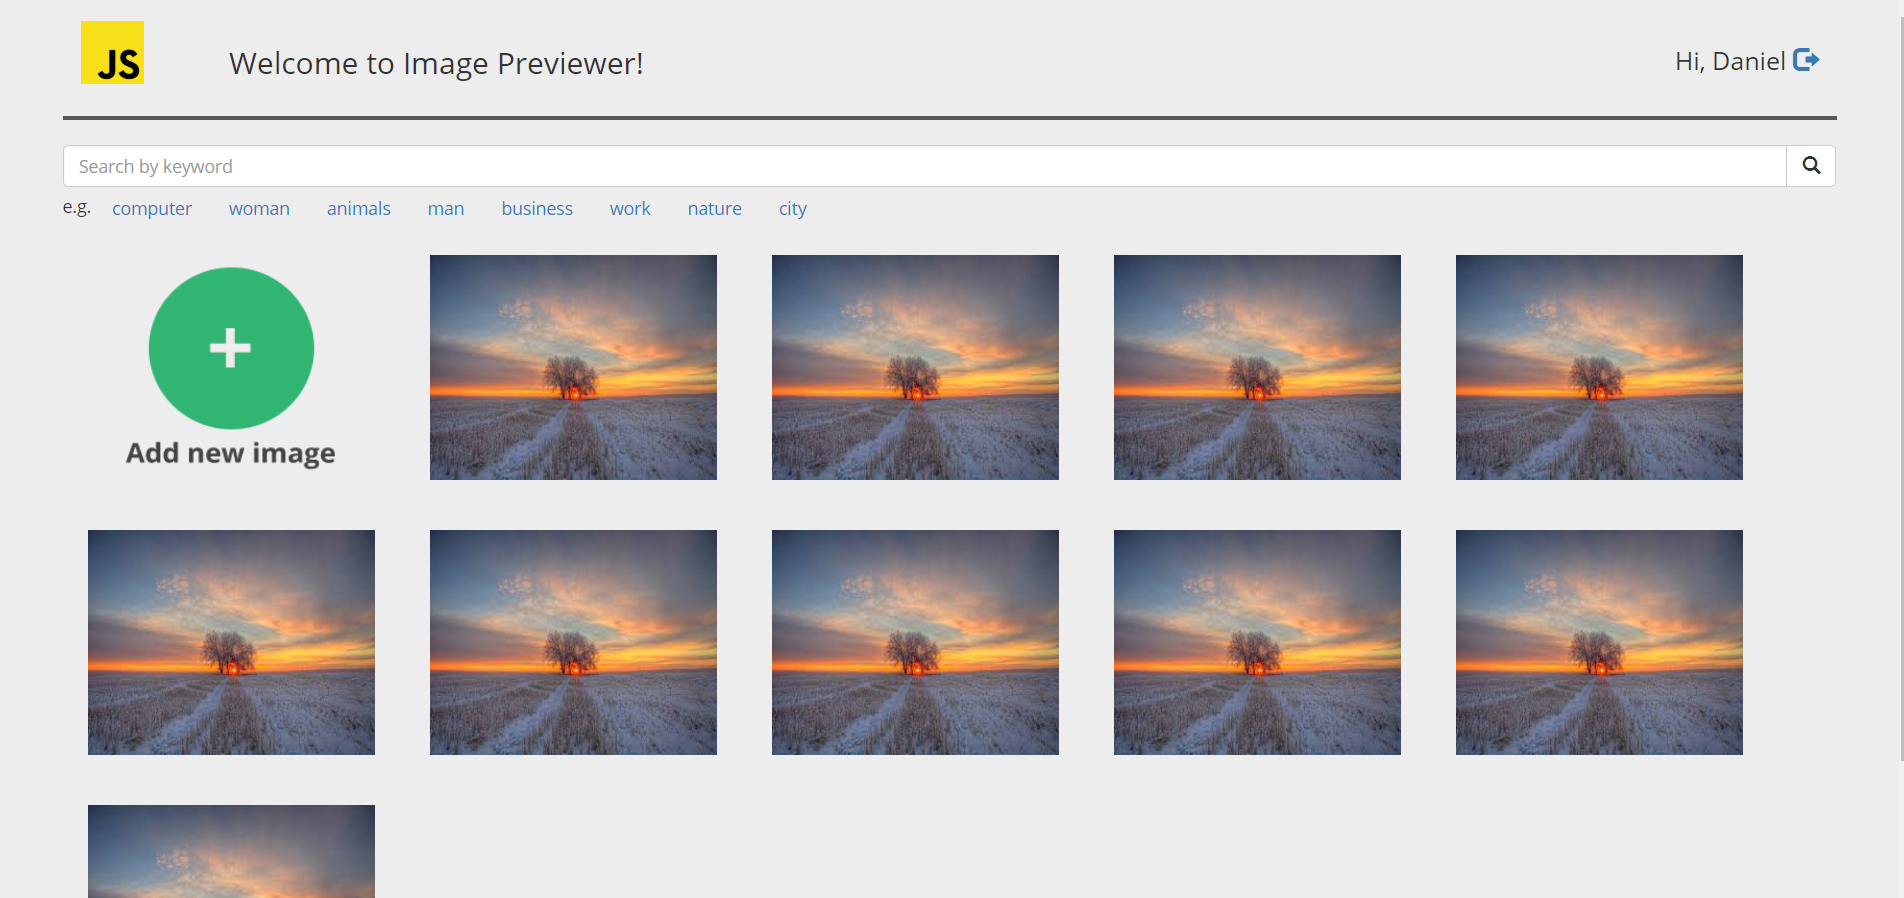 JS
Welcome to Image Previewer!
Hi, Daniel
Search by keyword
e.g. computer woman animals man business work nature city
Add new image